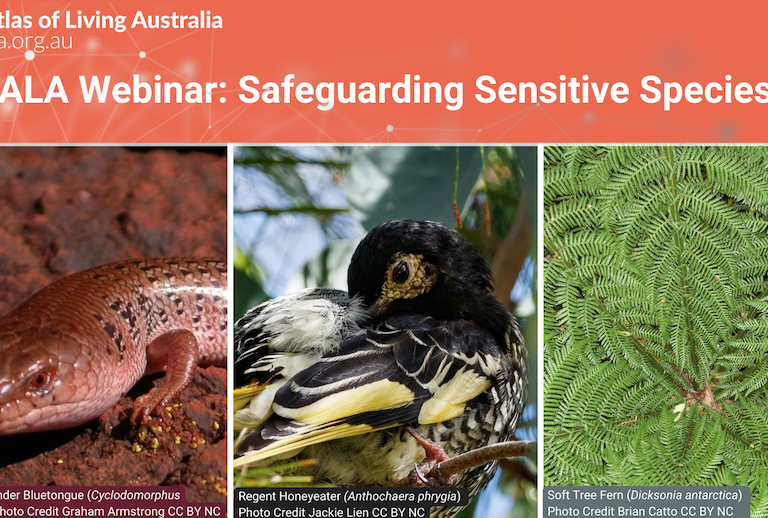 tlas of Living Australia
a.org.au
ALA Webinar: Safeguarding Sensitive Species
nder Bluetongue (Cyclodomorphus
hoto Credit Graham Armstrong CC BY NC
Regent Honeyeater (Anthochaera phrygia)
Photo Credit Jackie Lien CC BY NC
Soft Tree Fern (Dicksonia antarctica)
Photo Credit Brian Catto CC BY NC